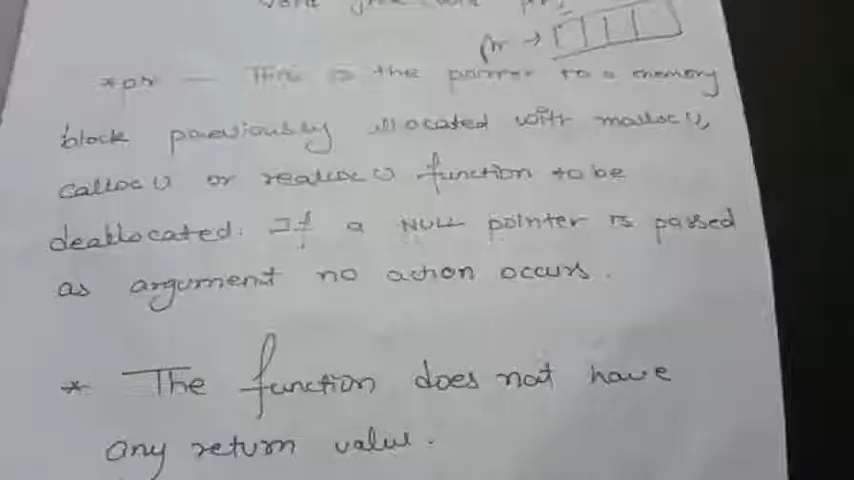 ptr →
*ptr — This is the pointer to a memory
block previously allocated with malloc(),
calloc() or realloc() function to be
deallocated. If a NULL pointer is passed
as argument no action occurs.
* The function does not have
any return value.